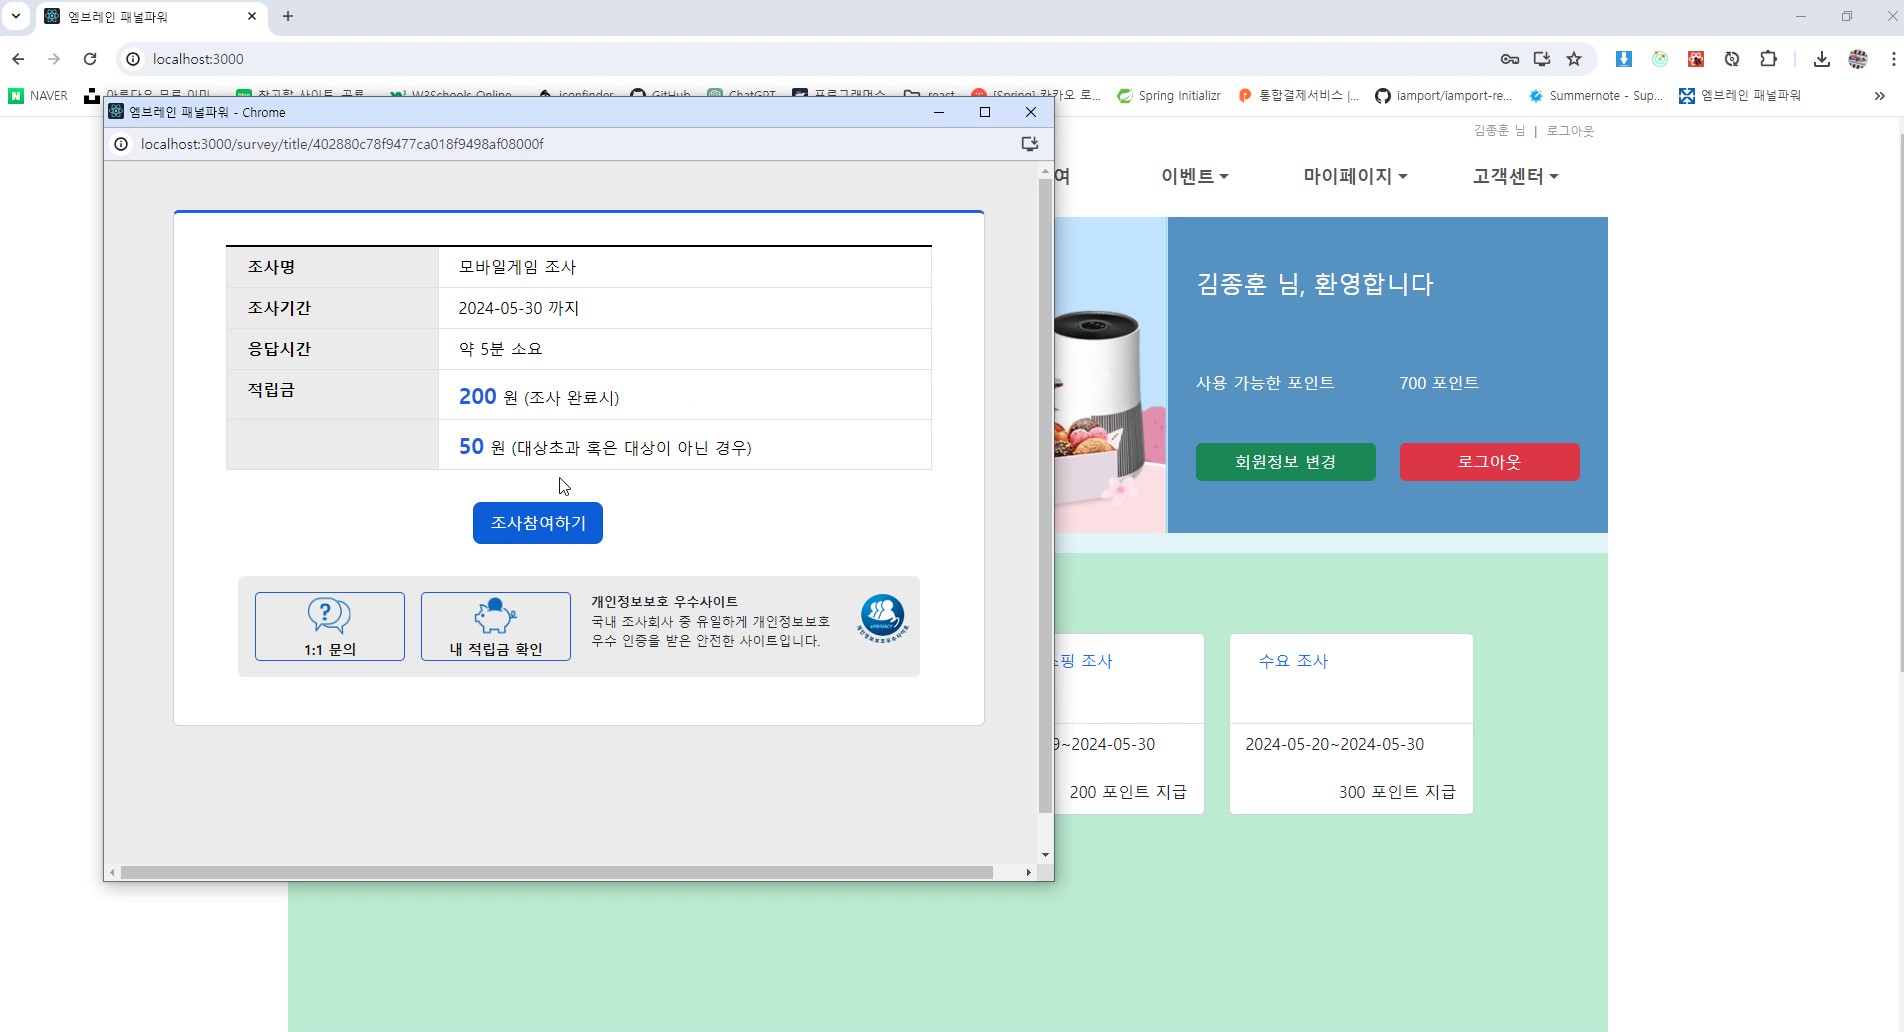 엠브레인 패널파워
localhost:3000
NAVER
W3Schools Online
iconfinder
GitHub
ChatGPT
프로그래머스
react
[Spring] 카카오 로...
Spring Initializr
통합결제서비스 |...
iamport/iamport-re...
Summernote - Sup...
엠브레인 패널파워
엠브레인 패널파워 - Chrome
localhost:3000/survey/title/402880c78f9477ca018f9498af08000f
조사명 모바일게임 조사
조사기간 2024-05-30 까지
응답시간 약 5분 소요
적립금 200 원 (조사 완료시)
50 원 (대상초과 혹은 대상이 아닌 경우)
조사참여하기
1:1 문의
내 적립금 확인
개인정보보호 우수사이트
국내 조사회사 중 유일하게 개인정보보호
우수 인증을 받은 안전한 사이트입니다.
ePRIVACY
개인정보보호우수사이트
김종훈 님 | 로그아웃
여 이벤트 마이페이지 고객센터
김종훈 님, 환영합니다
사용 가능한 포인트 700 포인트
회원정보 변경 로그아웃
핑 조사
9~2024-05-30
200 포인트 지급
수요 조사
2024-05-20~2024-05-30
300 포인트 지급